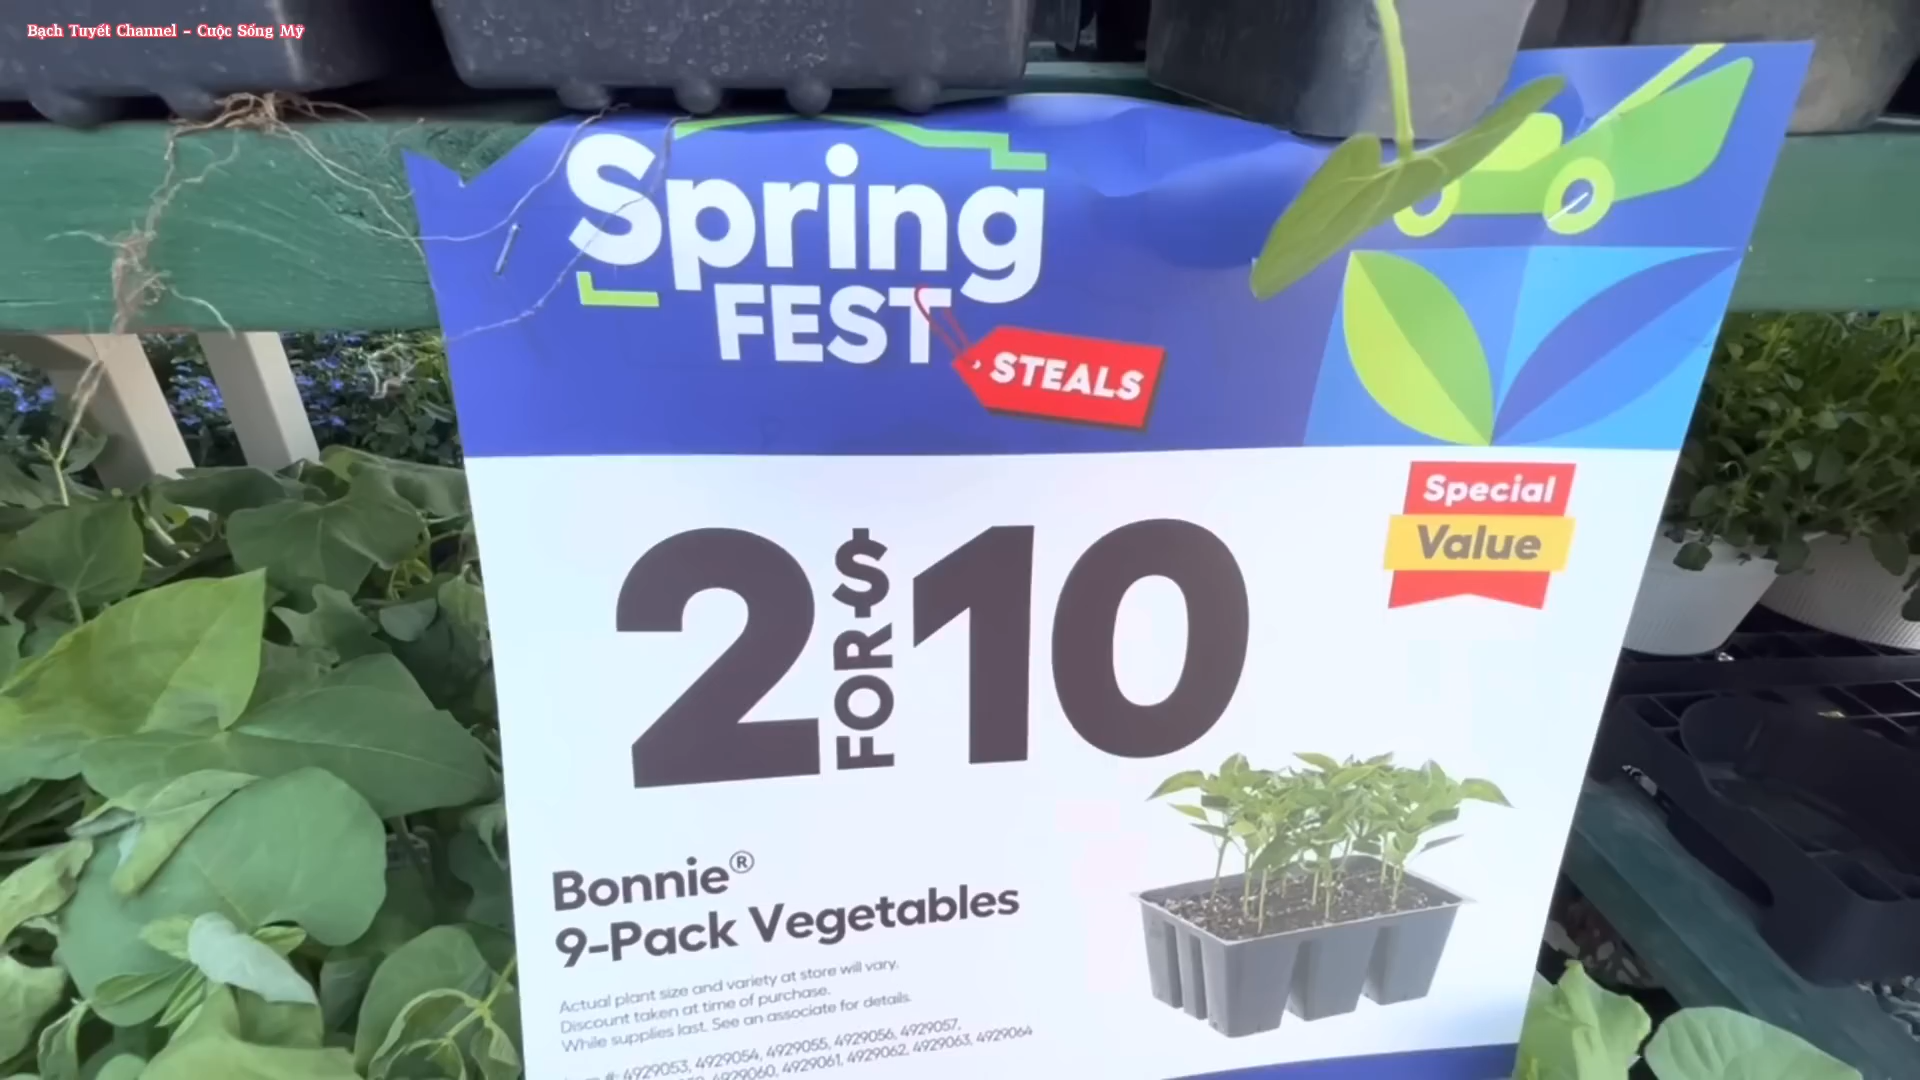 Bạch Tuyết Channel - Cuộc Sống Mỹ
Spring
FEST
STEALS
Special
Value
2 FOR $10
Bonnie®
9-Pack Vegetables
Actual plant size and variety at store will vary.
Discount taken at time of purchase.
While supplies last. See an associate for details.
#: 4929053, 4929054, 4929055, 4929056, 4929057,
4929060, 4929061, 4929062, 4929063, 4929064